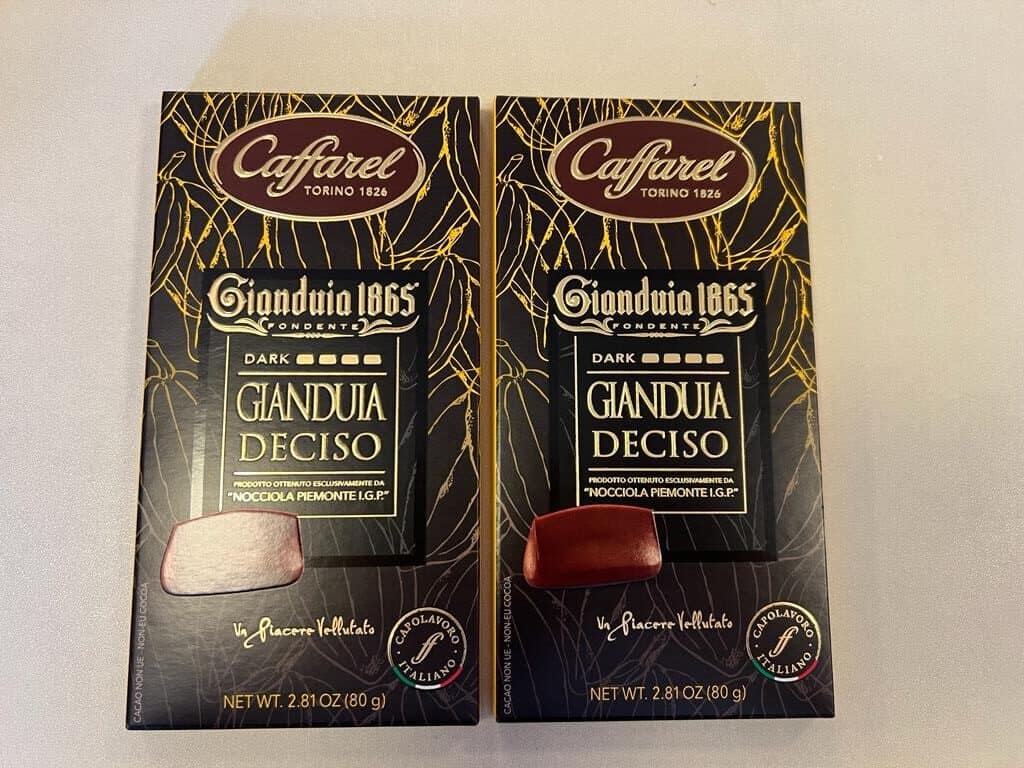 Caffarel
TORINO 1826
Gianduia 1865
FONDENTE
DARK
GIANDUIA
DECISO
PRODOTTO OTTENUTO ESCLUSIVAMENTE DA
"NOCCIOLA PIEMONTE I.G.P."
Un Piacere Vellutato
CAPOLAVORO
ff
ITALIANO
CACAO NON UE - NON-EU COCOA
NET WT. 2.81 OZ (80 g)
Caffarel
TORINO 1826
Gianduia 1865
FONDENTE
DARK
GIANDUIA
DECISO
PRODOTTO OTTENUTO ESCLUSIVAMENTE DA
"NOCCIOLA PIEMONTE I.G.P."
Un Piacere Vellutato
CAPOLAVORO
ff
ITALIANO
CACAO NON UE - NON-EU COCOA
NET WT. 2.81 OZ (80 g)